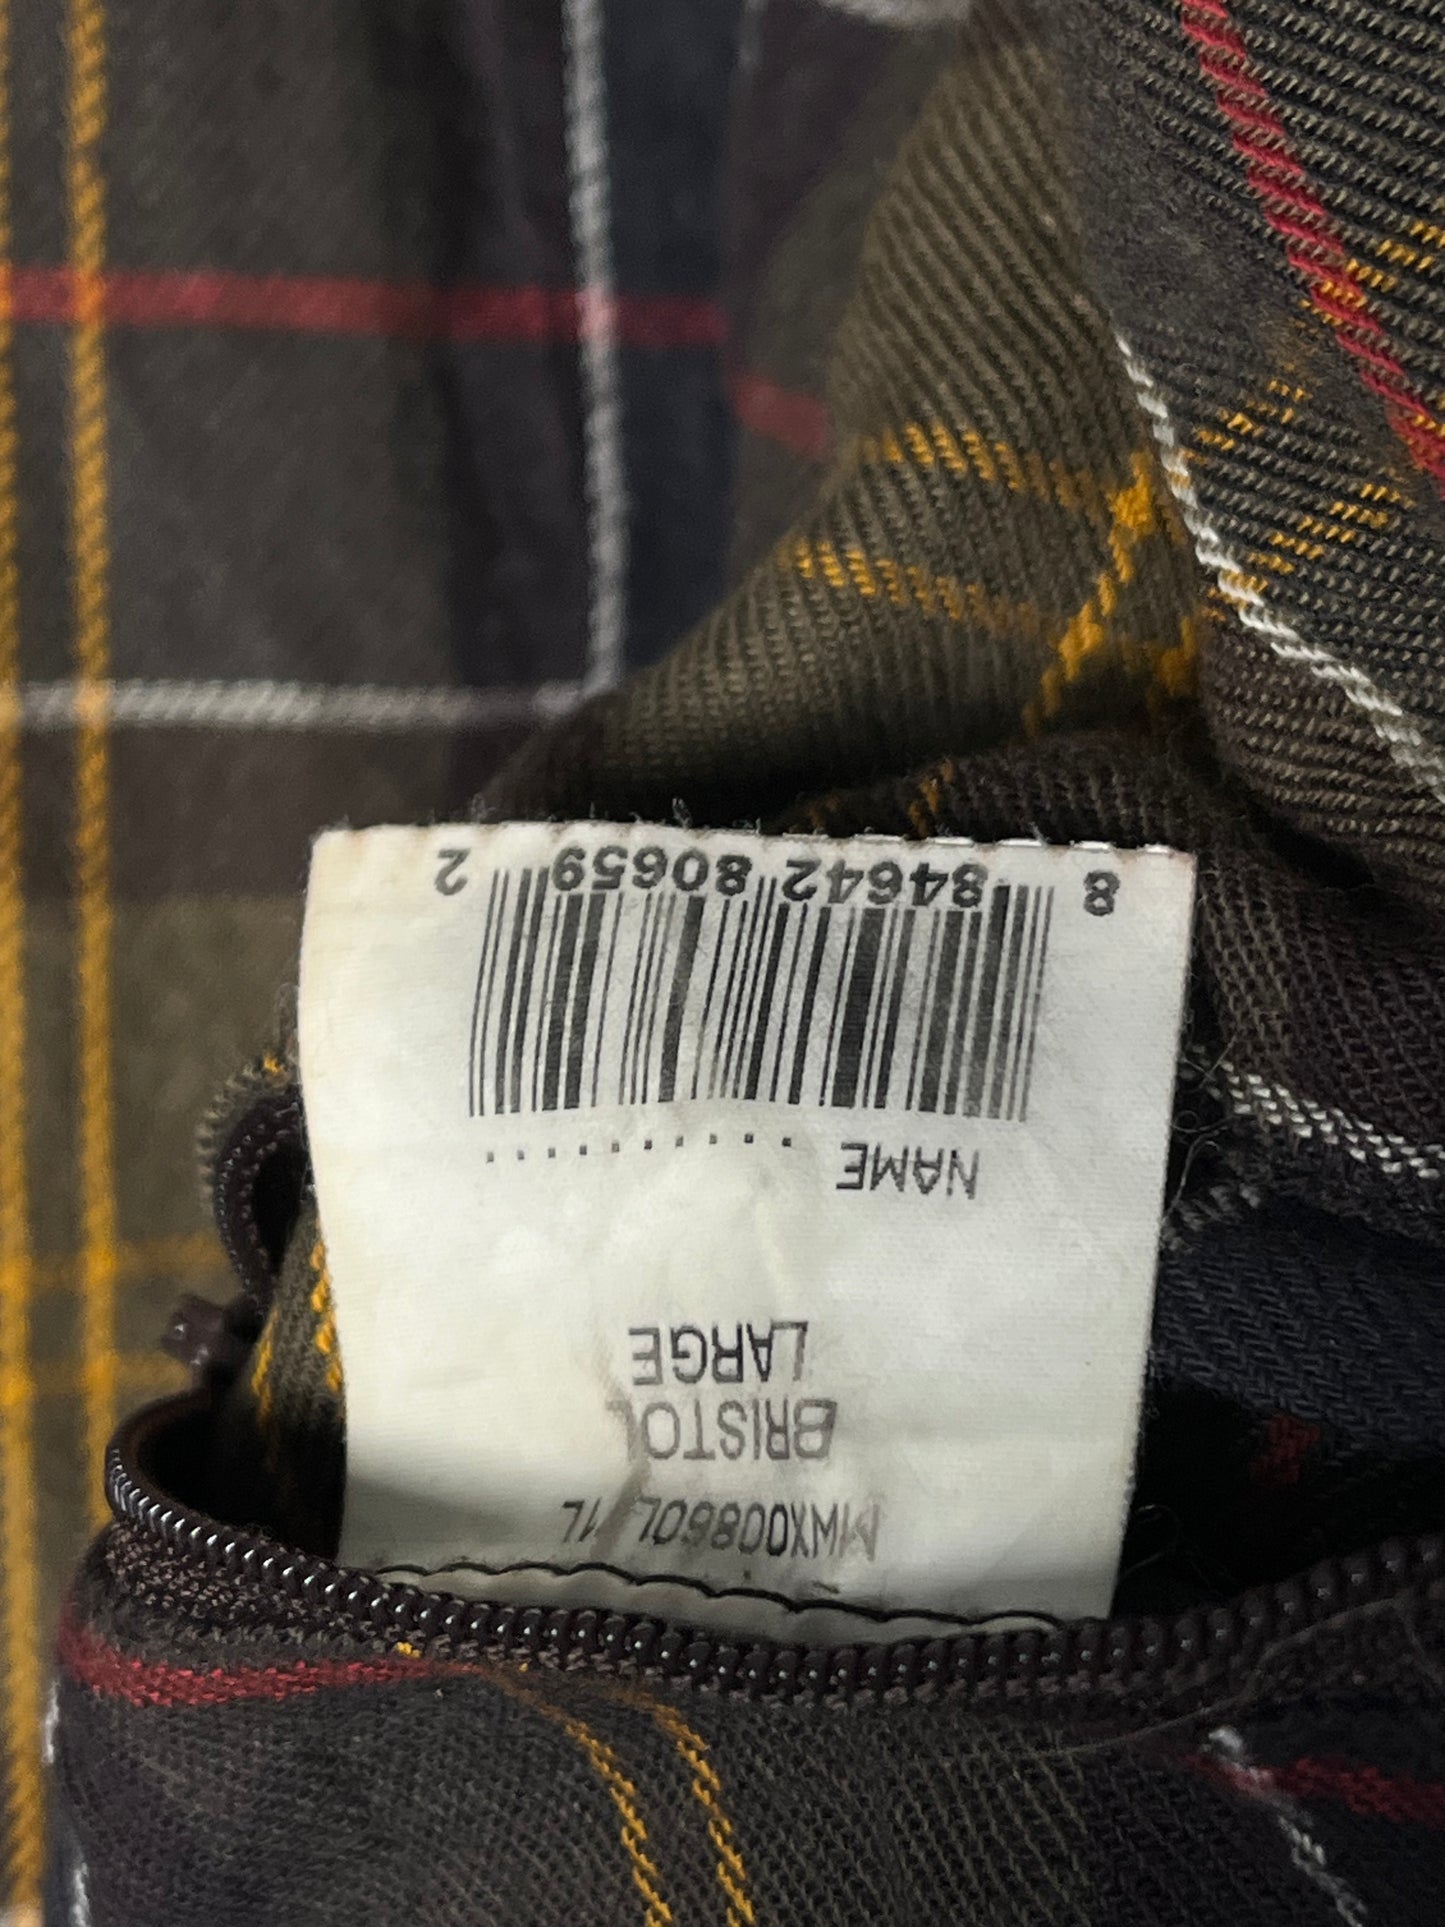 MWX0086OL71L
BRISTOL
LARGE
NAME ..........
8 84642 80659 2